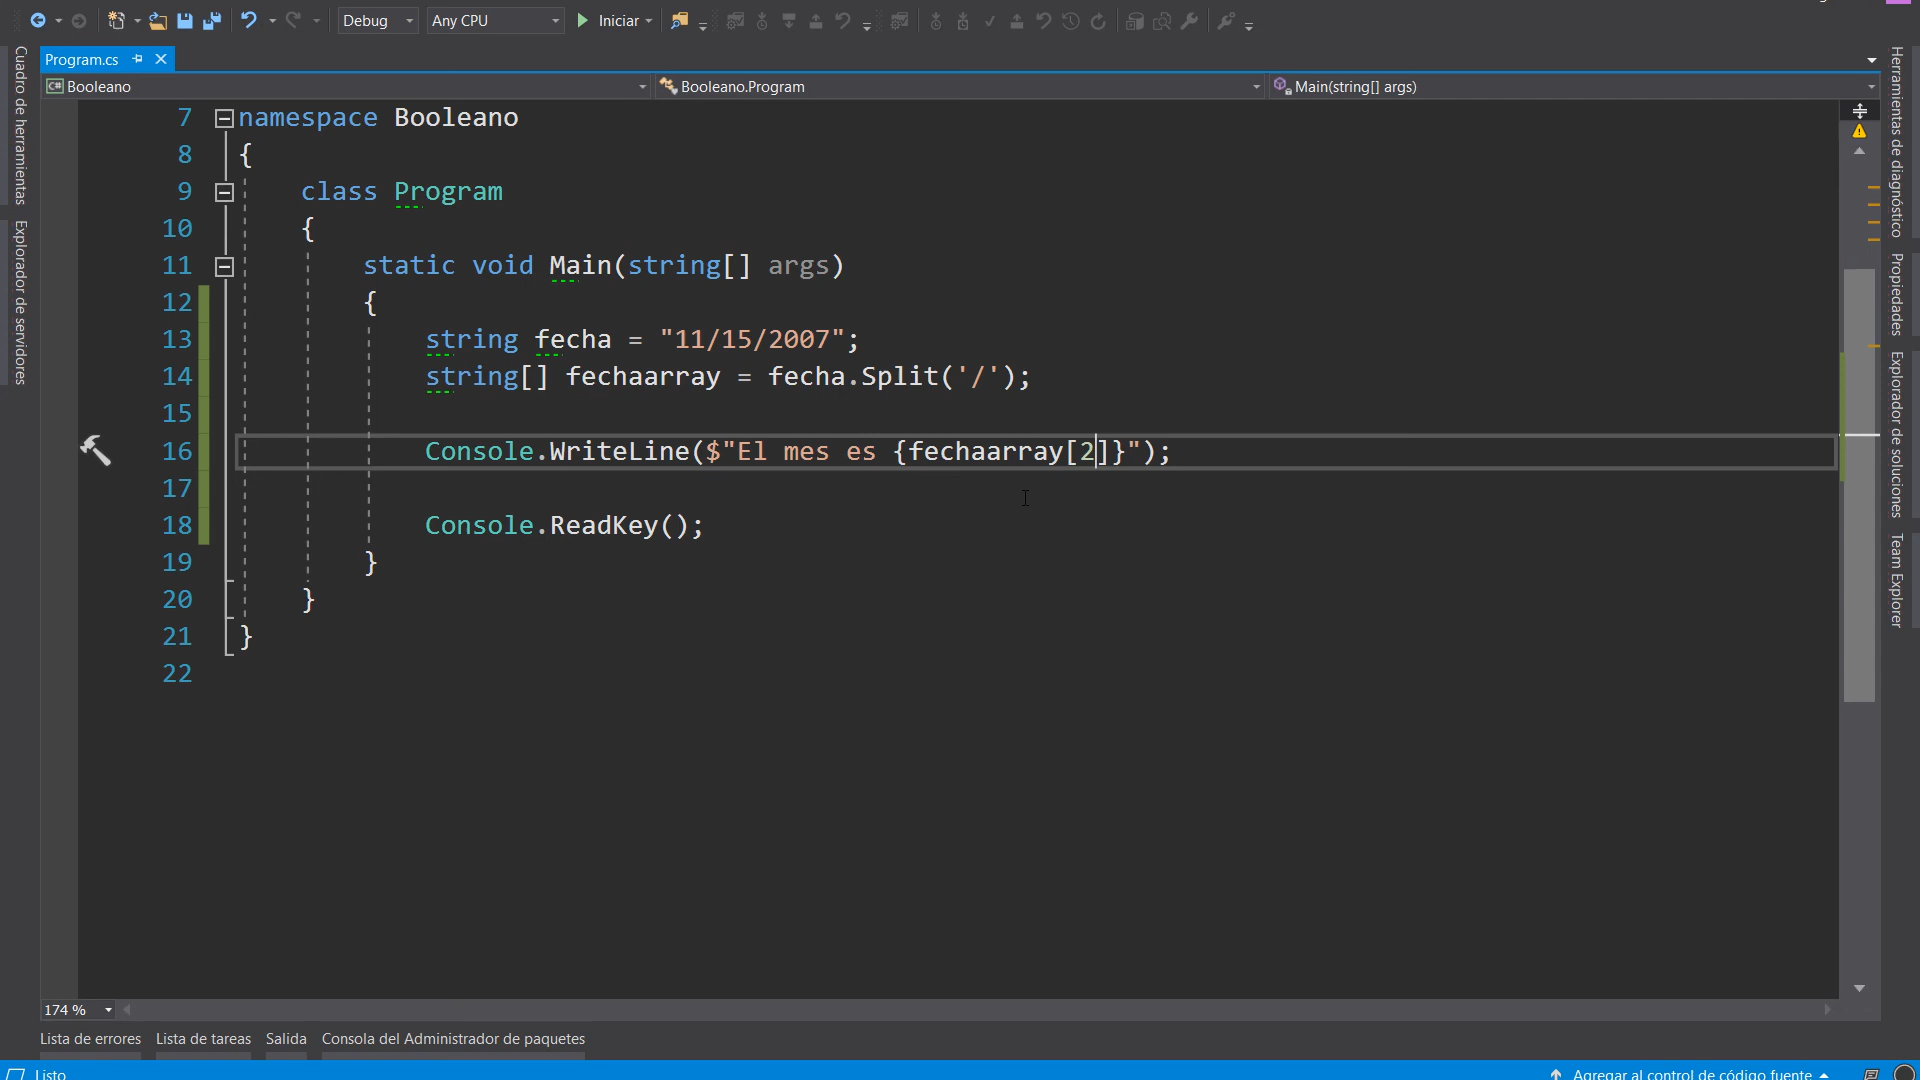 Debug
Any CPU
Iniciar
Program.cs
Booleano
Booleano.Program
Main(string[] args)
Cuadro de herramientas
Explorador de servidores
7 namespace Booleano
8 {
9 class Program
10 {
11 static void Main(string[] args)
12 {
13 string fecha = "11/15/2007";
14 string[] fechaarray = fecha.Split('/');
15
16 Console.WriteLine($"El mes es {fechaarray[2]}");
17
18 Console.ReadKey();
19 }
20 }
21 }
22
Herramientas de diagnóstico
Propiedades
Explorador de soluciones
Team Explorer
174 %
Lista de errores
Lista de tareas
Salida
Consola del Administrador de paquetes
Listo
Agregar al control de código fuente